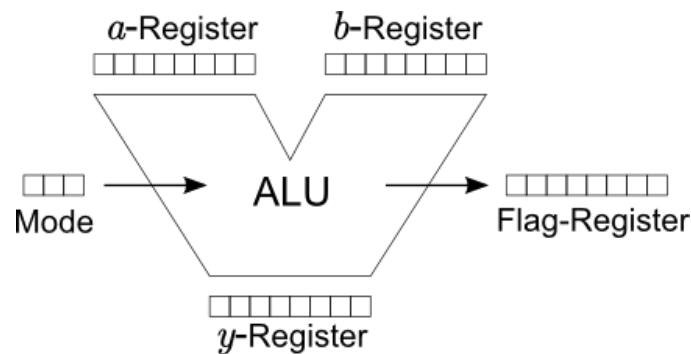 a-Register b-Register
ALU
Mode
Flag-Register
y-Register